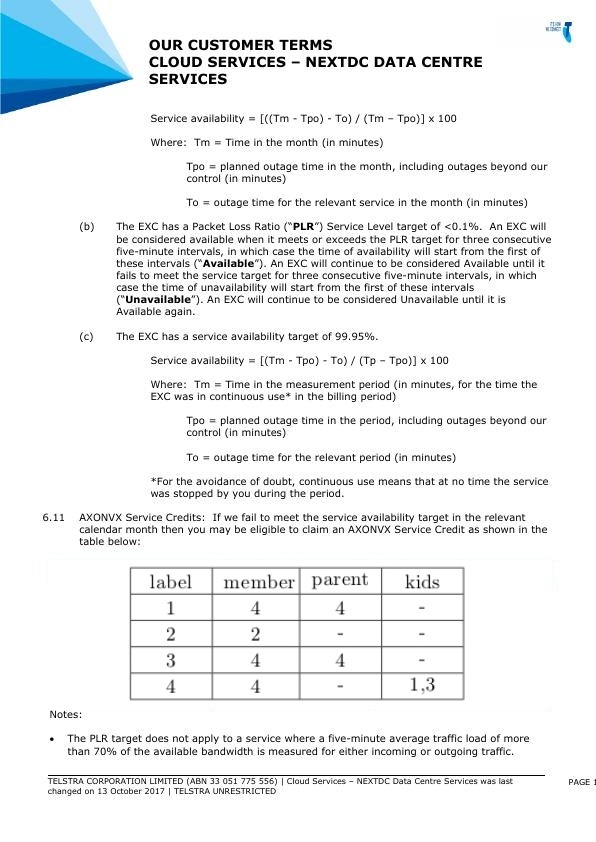 OUR CUSTOMER TERMS
CLOUD SERVICES – NEXTDC DATA CENTRE
SERVICES
Service availability = [((Tm - Tpo) - To) / (Tm – Tpo)] x 100
Where: Tm = Time in the month (in minutes)
Tpo = planned outage time in the month, including outages beyond our
control (in minutes)
To = outage time for the relevant service in the month (in minutes)
(b) The EXC has a Packet Loss Ratio (“PLR”) Service Level target of <0.1%. An EXC will
be considered available when it meets or exceeds the PLR target for three consecutive
five-minute intervals, in which case the time of availability will start from the first of
these intervals (“Available”). An EXC will continue to be considered Available until it
fails to meet the service target for three consecutive five-minute intervals, in which
case the time of unavailability will start from the first of these intervals
(“Unavailable”). An EXC will continue to be considered Unavailable until it is
Available again.
(c) The EXC has a service availability target of 99.95%.
Service availability = [((Tm - Tpo) - To) / (Tp – Tpo)] x 100
Where: Tm = Time in the measurement period (in minutes, for the time the
EXC was in continuous use* in the billing period)
Tpo = planned outage time in the period, including outages beyond our
control (in minutes)
To = outage time for the relevant period (in minutes)
*For the avoidance of doubt, continuous use means that at no time the service
was stopped by you during the period.
6.11 AXONVX Service Credits: If we fail to meet the service availability target in the relevant
calendar month then you may be eligible to claim an AXONVX Service Credit as shown in the
table below:
label member parent kids
1 4 4 -
2 2 - -
3 4 4 -
4 4 - 1,3
Notes:
• The PLR target does not apply to a service where a five-minute average traffic load of more
than 70% of the available bandwidth is measured for either incoming or outgoing traffic.
TELSTRA CORPORATION LIMITED (ABN 33 051 775 556) | Cloud Services – NEXTDC Data Centre Services was last
changed on 13 October 2017 | TELSTRA UNRESTRICTED
PAGE 1